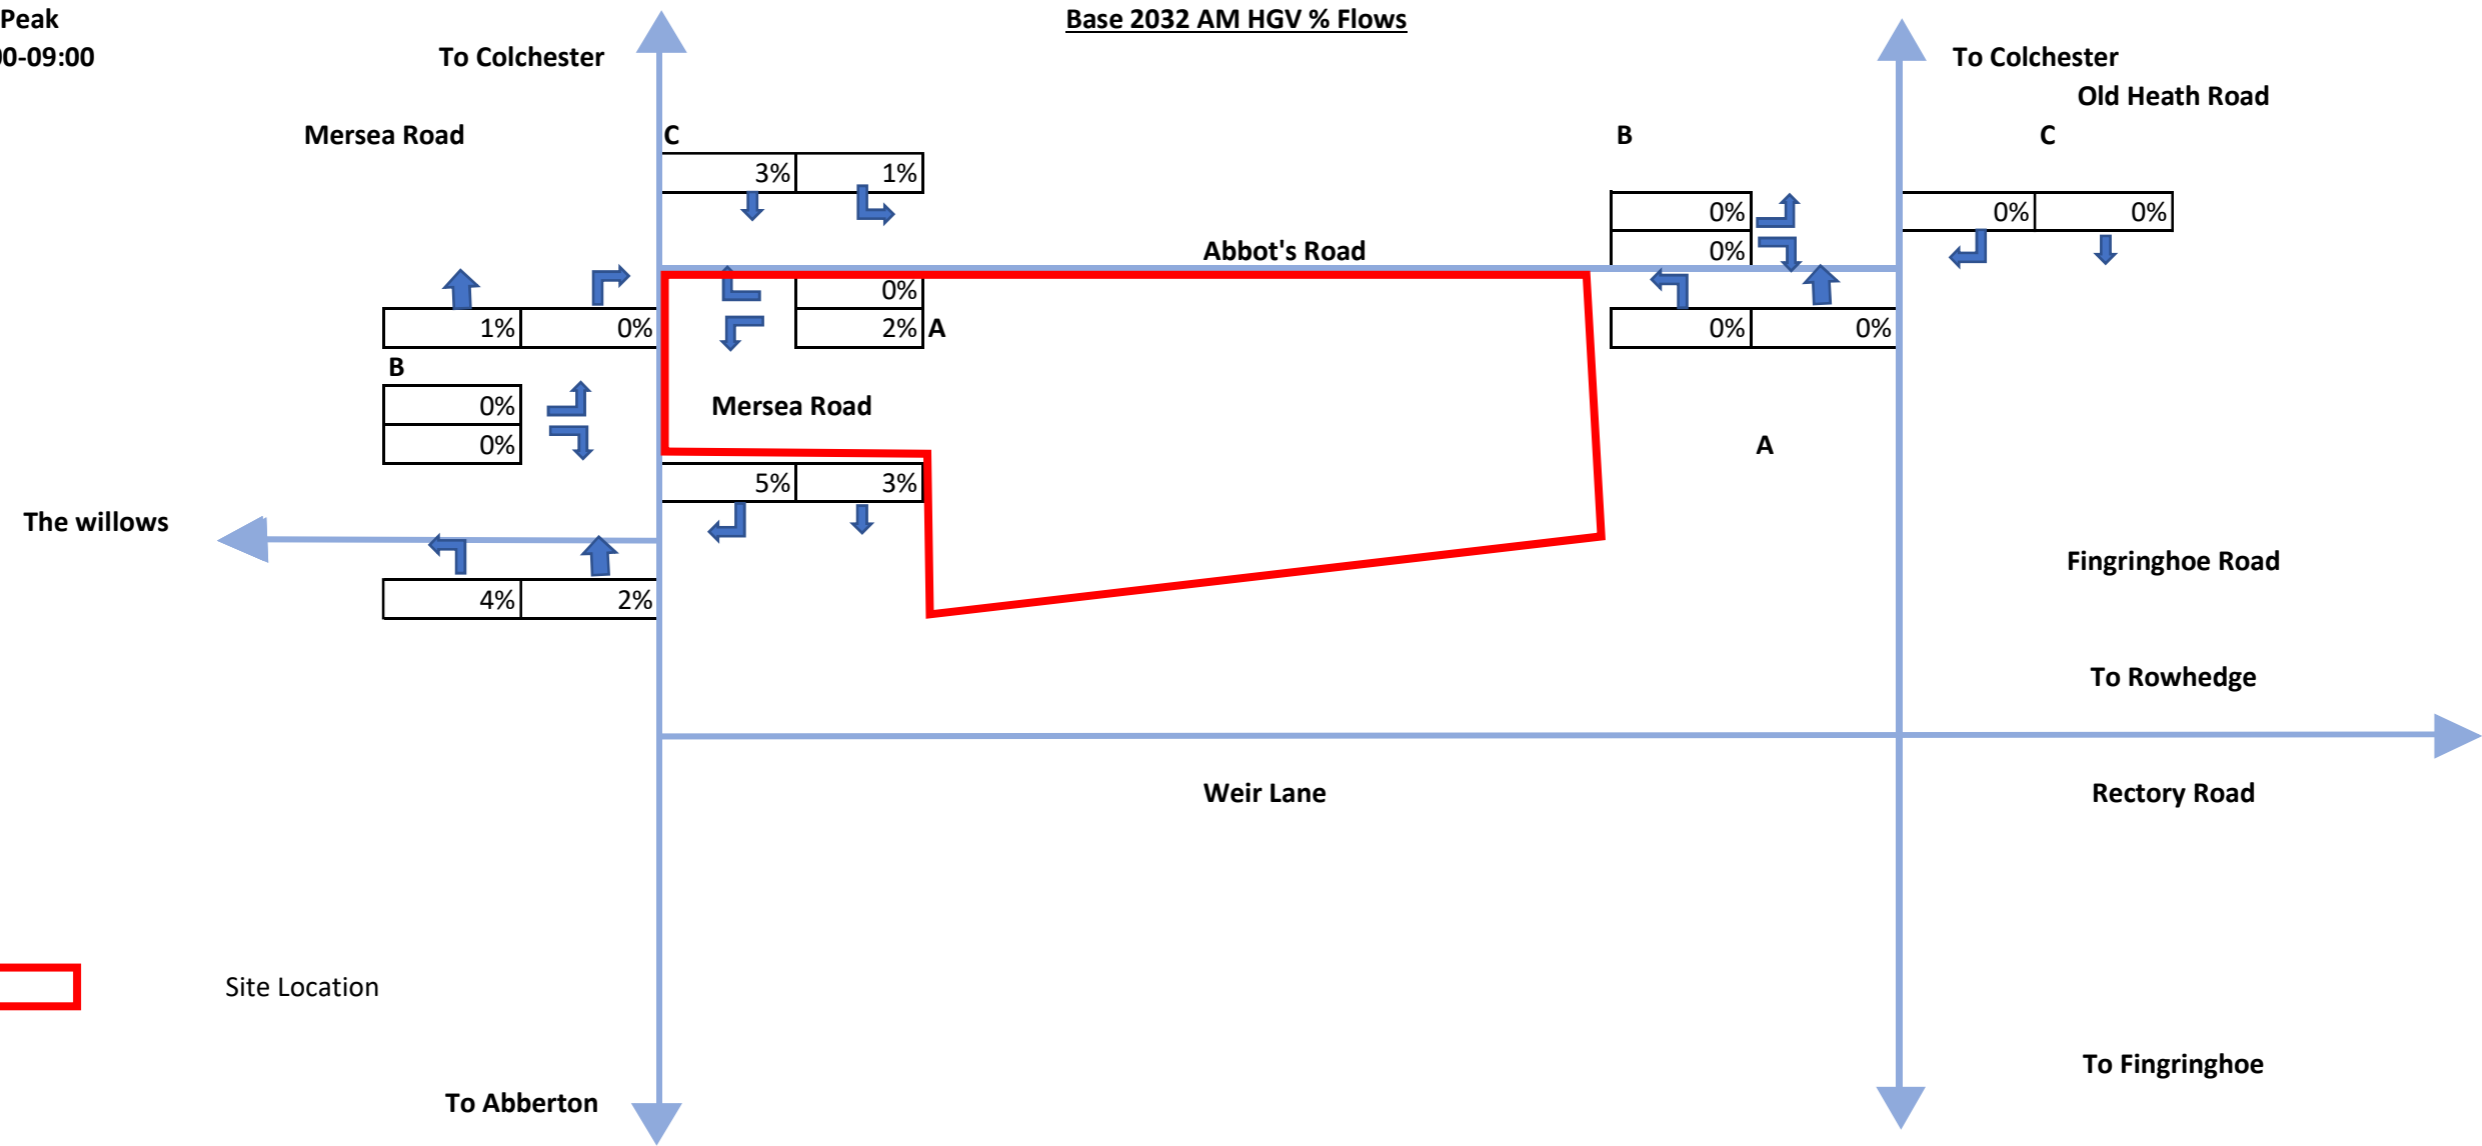 Peak
Base 2032 AM HGV % Flows
00-09:00
To Colchester
To Colchester
Old Heath Road
Mersea Road
C
B
C
3% 1%
0%
0% 0%
Abbot's Road
0%
0%
1% 0%
2% A
0% 0%
B
0%
Mersea Road
0%
A
5% 3%
The willows
Fingringhoe Road
4% 2%
To Rowhedge
Weir Lane
Rectory Road
Site Location
To Fingringhoe
To Abberton